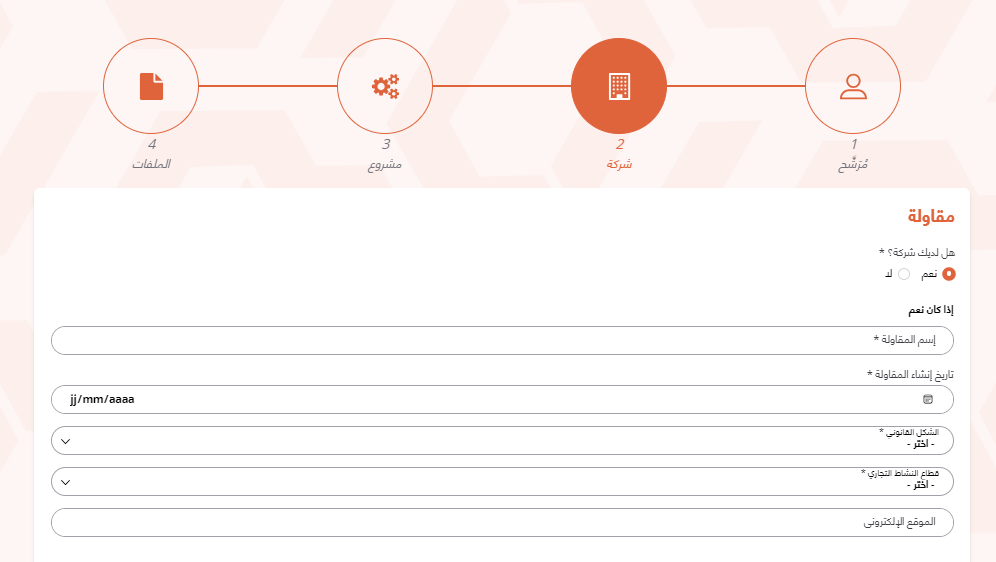 1
مُرَشَّح
2
شركة
3
مشروع
4
الملفات
مقاولة
هل لديك شركة؟ *
نعم
لا
إذا كان نعم
إسم المقاولة *
تاريخ إنشاء المقاولة *
jj/mm/aaaa
الشكل القانوني *
- اختر -
قطاع النشاط التجاري *
- اختر -
الموقع الإلكتروني